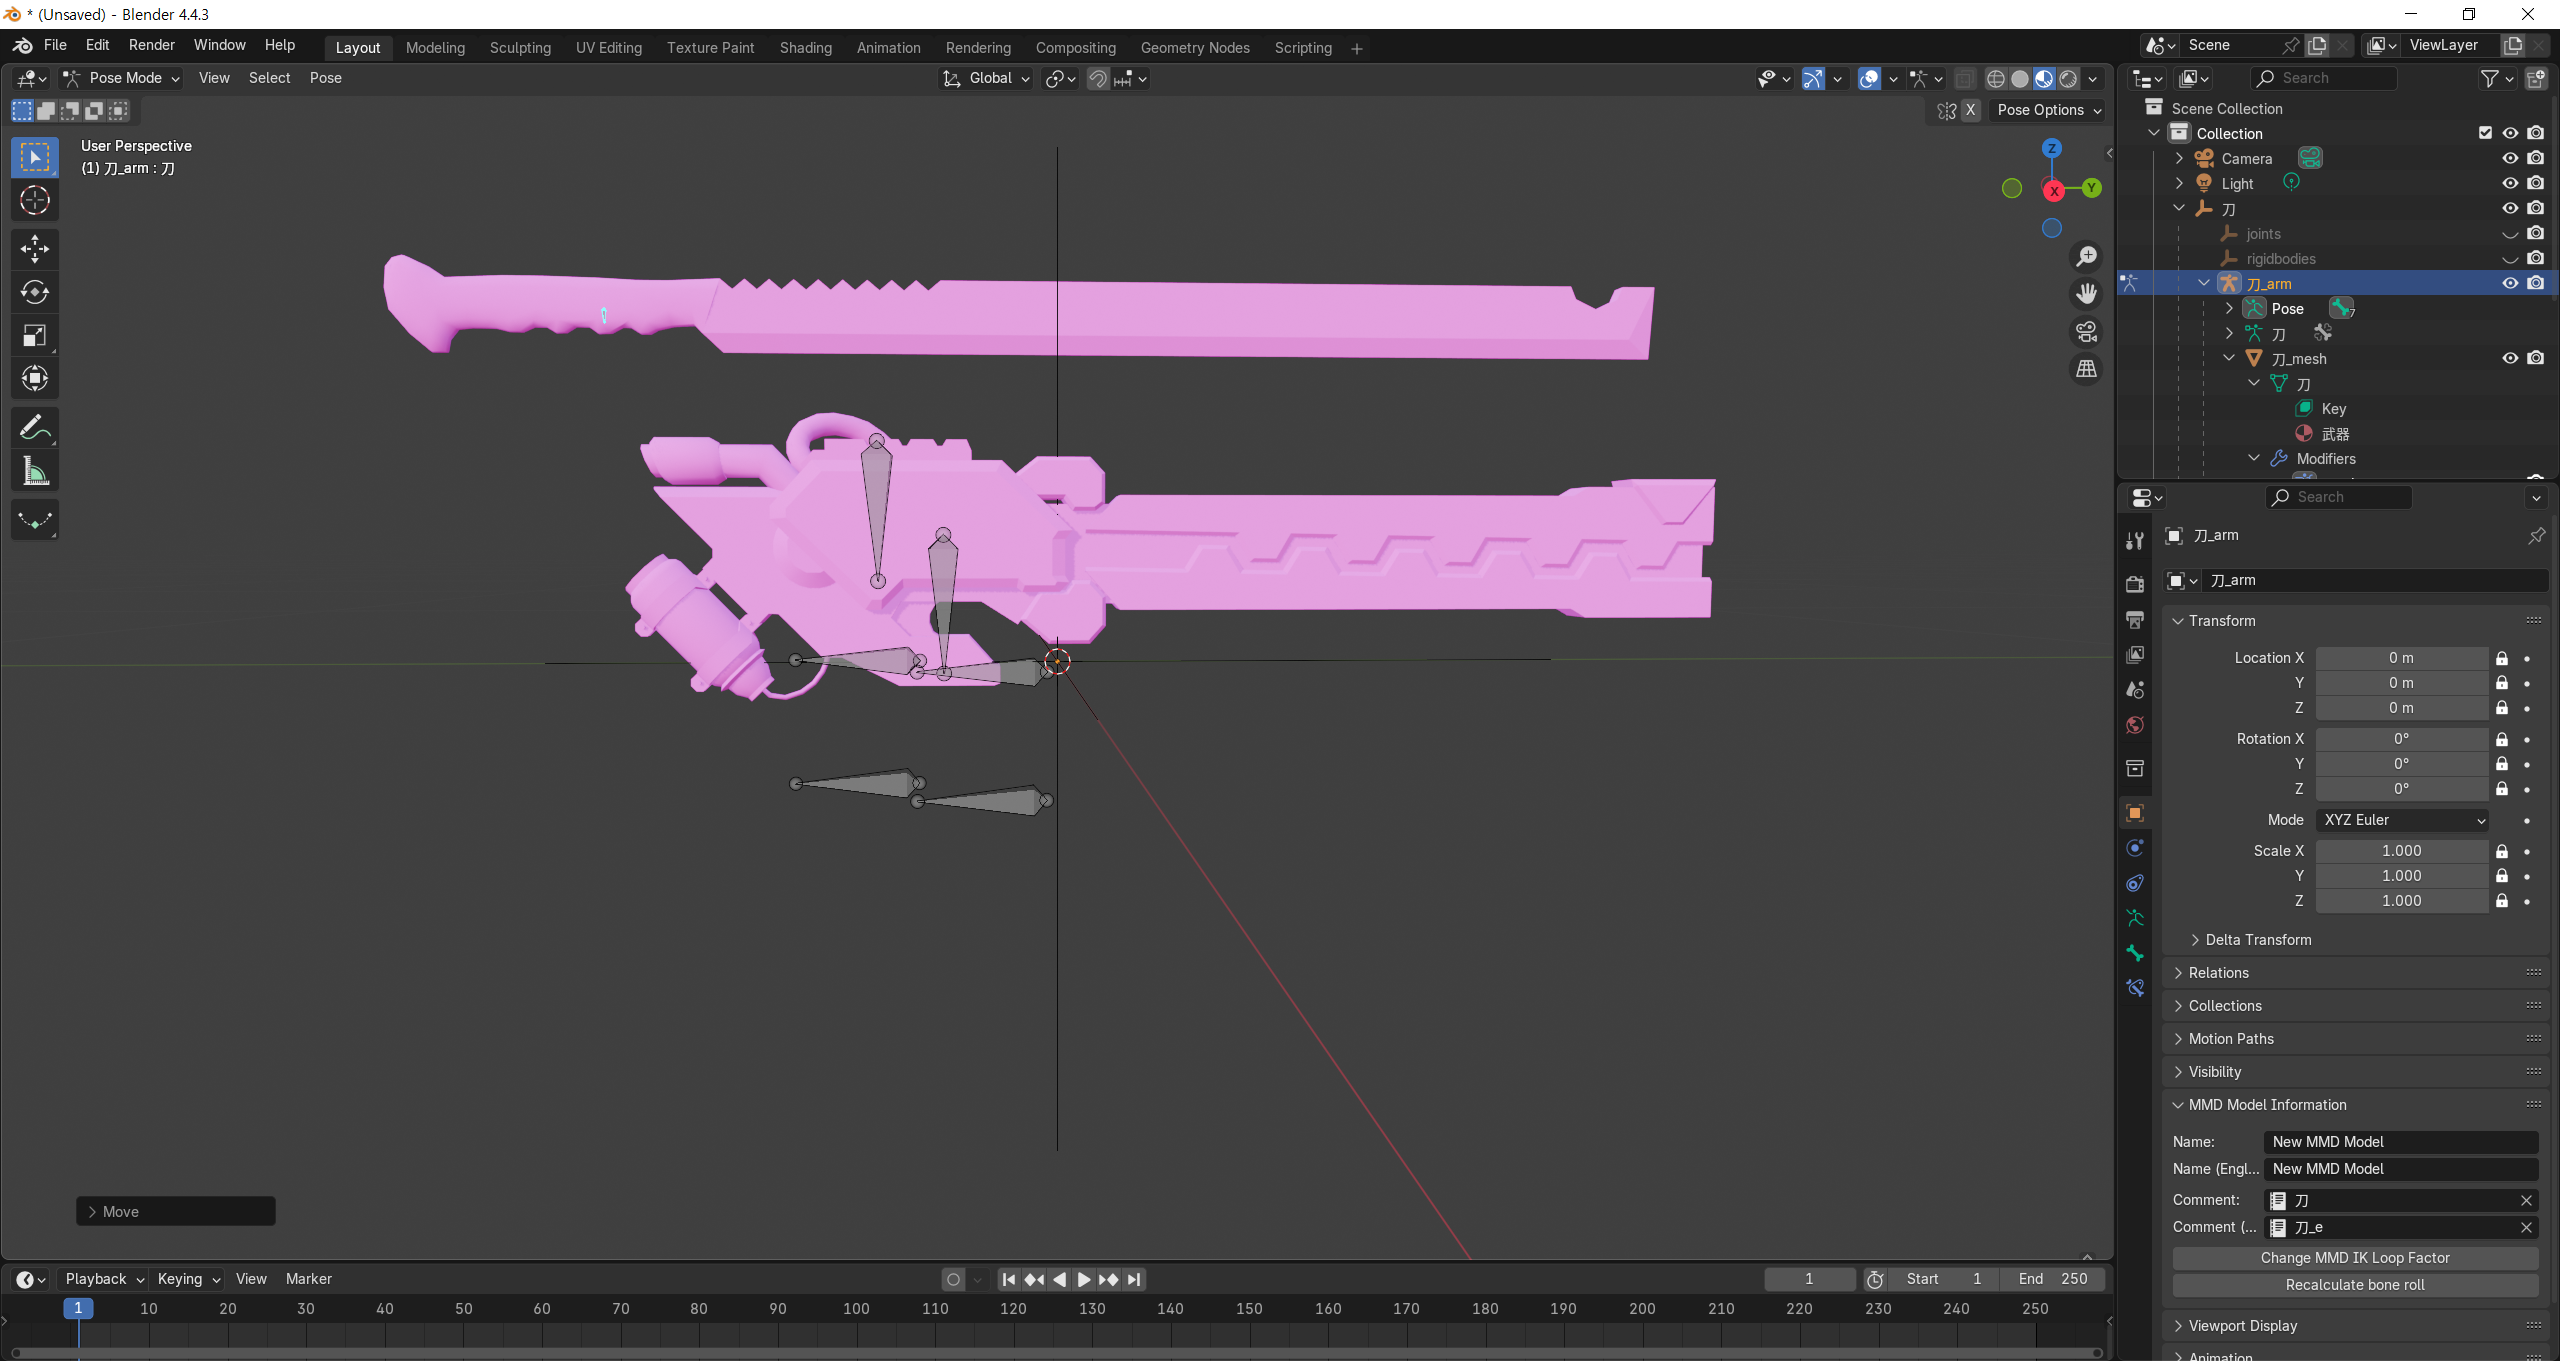 * (Unsaved) - Blender 4.4.3
File Edit Render Window Help Layout Modeling Sculpting UV Editing Texture Paint Shading Animation Rendering Compositing Geometry Nodes Scripting + Scene ViewLayer
Pose Mode View Select Pose Global Search
X Pose Options
User Perspective
(1) 刀_arm : 刀
Z
X
Y
Scene Collection
Collection
Camera
Light
刀
joints
rigidbodies
刀_arm
Pose 7
刀
刀_mesh
刀
Key
武器
Modifiers
Search
刀_arm
刀_arm
Transform
Location X 0 m
Y 0 m
Z 0 m
Rotation X 0°
Y 0°
Z 0°
Mode XYZ Euler
Scale X 1.000
Y 1.000
Z 1.000
Delta Transform
Relations
Collections
Motion Paths
Visibility
MMD Model Information
Name: New MMD Model
Name (Engl... New MMD Model
Comment: 刀
Comment (... 刀_e
Change MMD IK Loop Factor
Recalculate bone roll
Viewport Display
Animation
Move
Playback Keying View Marker 1 Start 1 End 250
1 10 20 30 40 50 60 70 80 90 100 110 120 130 140 150 160 170 180 190 200 210 220 230 240 250